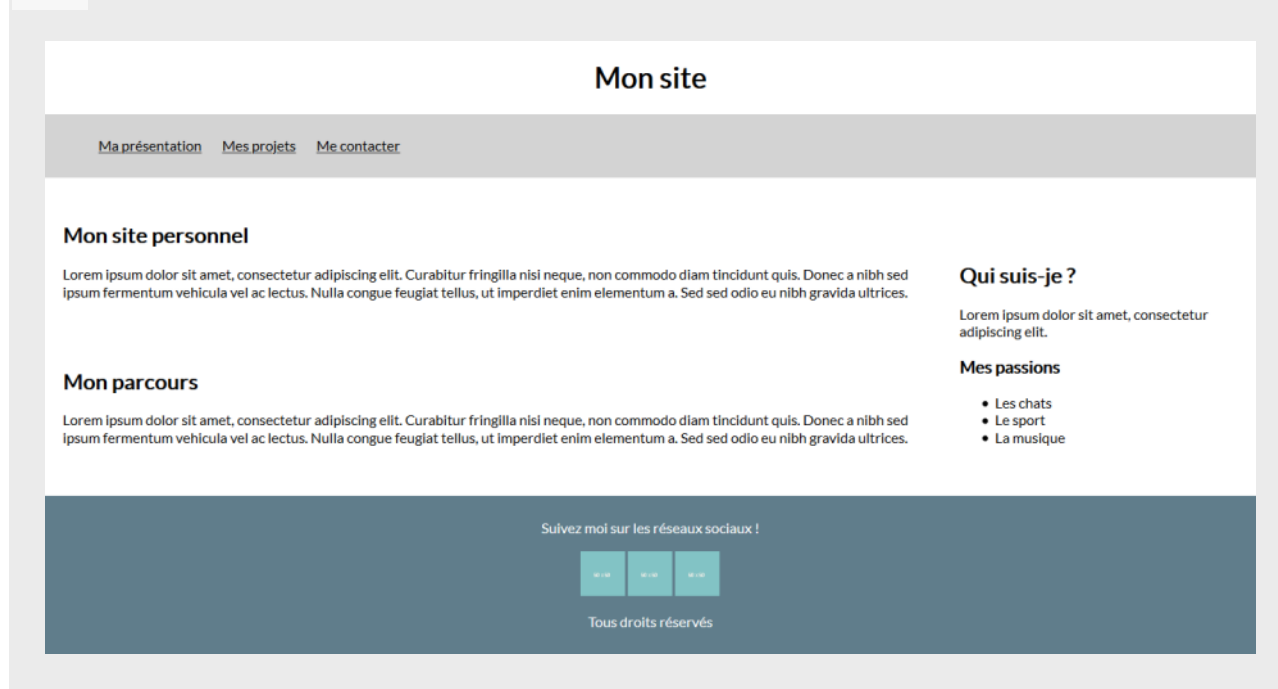 Mon site
Ma présentation Mes projets Me contacter
Mon site personnel
Lorem ipsum dolor sit amet, consectetur adipiscing elit. Curabitur fringilla nisi neque, non commodo diam tincidunt quis. Donec a nibh sed
ipsum fermentum vehicula vel ac lectus. Nulla congue feugiat tellus, ut imperdiet enim elementum a. Sed sed odio eu nibh gravida ultrices.
Mon parcours
Lorem ipsum dolor sit amet, consectetur adipiscing elit. Curabitur fringilla nisi neque, non commodo diam tincidunt quis. Donec a nibh sed
ipsum fermentum vehicula vel ac lectus. Nulla congue feugiat tellus, ut imperdiet enim elementum a. Sed sed odio eu nibh gravida ultrices.
Qui suis-je ?
Lorem ipsum dolor sit amet, consectetur
adipiscing elit.
Mes passions
• Les chats
• Le sport
• La musique
Suivez moi sur les réseaux sociaux !
Tous droits réservés